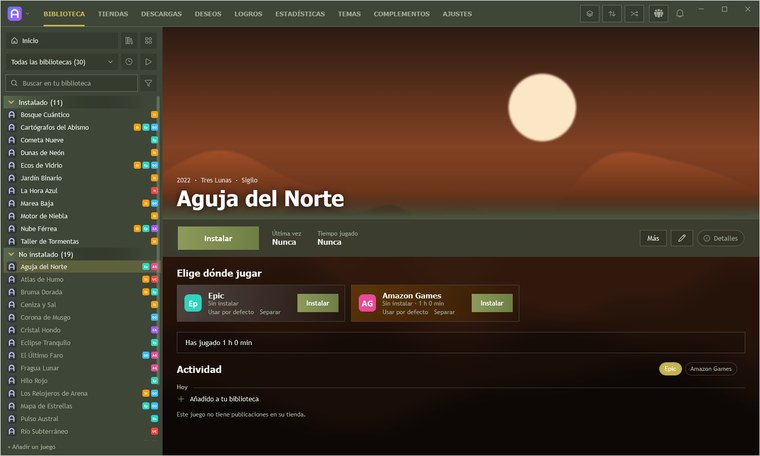 BIBLIOTECA TIENDAS DESCARGAS DESEOS LOGROS ESTADÍSTICAS TEMAS COMPLEMENTOS AJUSTES
Inicio
Todas las bibliotecas (30)
Buscar en tu biblioteca
Instalado (11)
Bosque Cuántico
Cartógrafos del Abismo
Cometa Nueve
Dunas de Neón
Ecos de Vidrio
Jardín Binario
La Hora Azul
Marea Baja
Motor de Niebla
Nube Férrea
Taller de Tormentas
No instalado (19)
Aguja del Norte
Atlas de Humo
Bruma Dorada
Ceniza y Sal
Corona de Musgo
Cristal Hondo
Eclipse Tranquilo
El Último Faro
Fragua Lunar
Hilo Rojo
Los Relojeros de Arena
Mapa de Estrellas
Pulso Austral
Río Subterráneo
+ Añadir un juego
2022 · Tres Lunas · Sigilo
Aguja del Norte
Instalar
Última vez
Nunca
Tiempo jugado
Nunca
Más
Detalles
Elige dónde jugar
Ep
Epic
Sin instalar
Usar por defecto Separar
Instalar
AG
Amazon Games
Sin instalar · 1 h 0 min
Usar por defecto Separar
Instalar
Has jugado 1 h 0 min
Actividad
Epic
Amazon Games
Hoy
Añadido a tu biblioteca
Este juego no tiene publicaciones en su tienda.